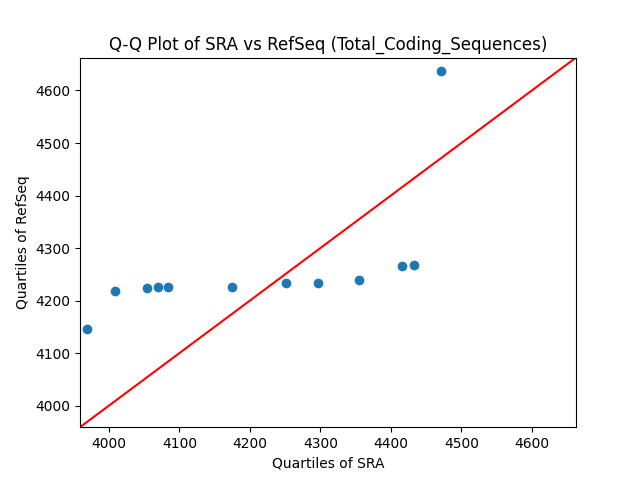 Q-Q Plot of SRA vs RefSeq (Total_Coding_Sequences)
4600
4500
4400
4300
4200
4100
4000
Quartiles of RefSeq
4000 4100 4200 4300 4400 4500 4600
Quartiles of SRA